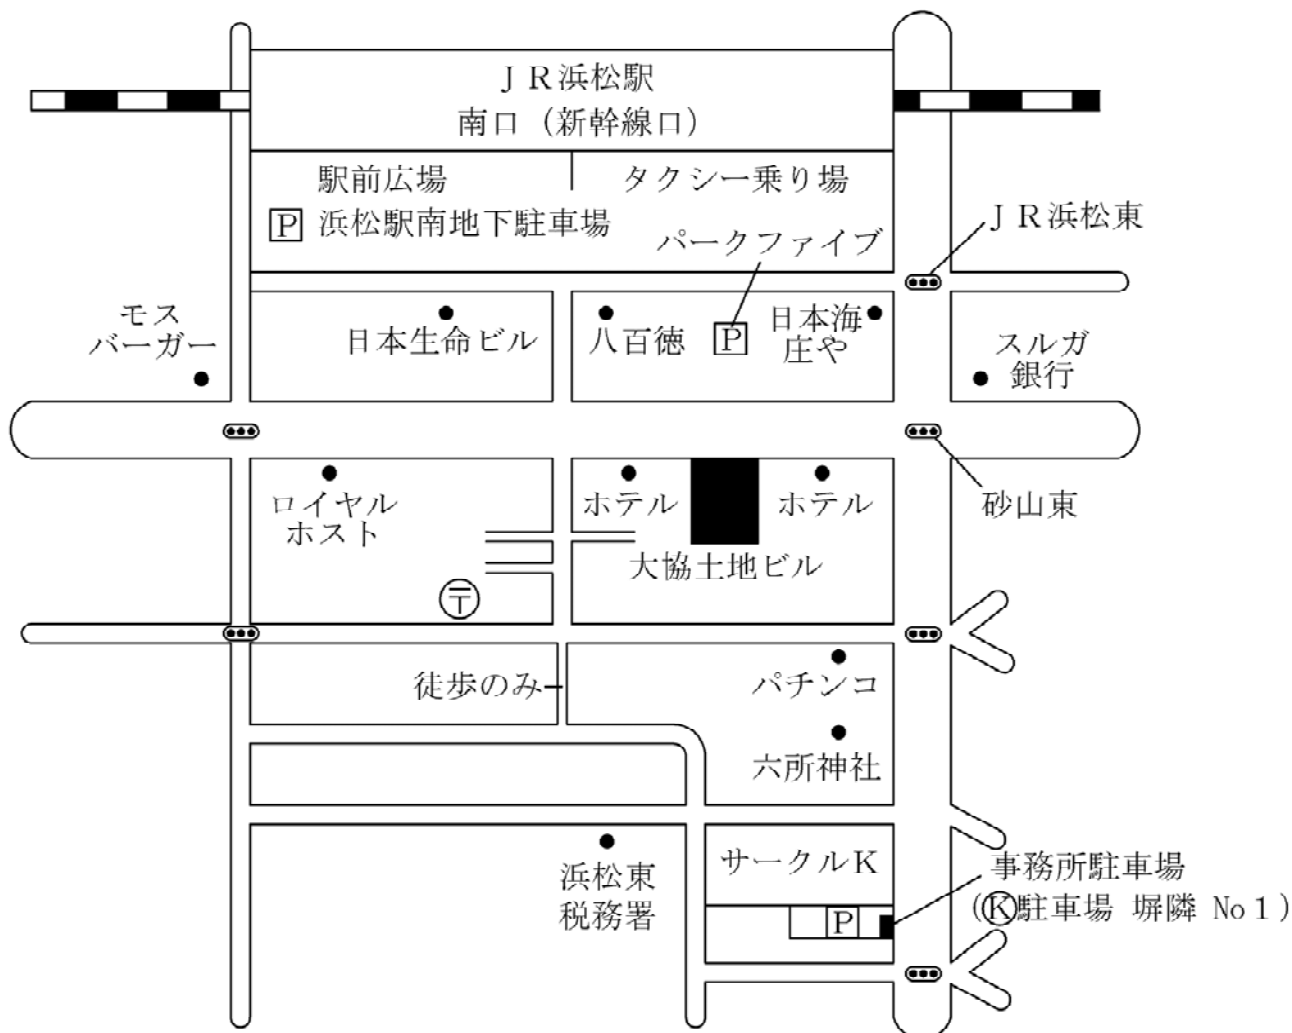 ＪＲ浜松駅
南口（新幹線口）
駅前広場
タクシー乗り場
P 浜松駅南地下駐車場
パークファイブ
ＪＲ浜松東
モス
バーガー
日本生命ビル
八百徳
P
日本海
庄や
スルガ
銀行
ロイヤル
ホスト
ホテル
ホテル
砂山東
大協土地ビル
〒
徒歩のみ
パチンコ
六所神社
浜松東
税務署
サークルK
事務所駐車場
（Ⓚ駐車場 塀隣 No１）
P